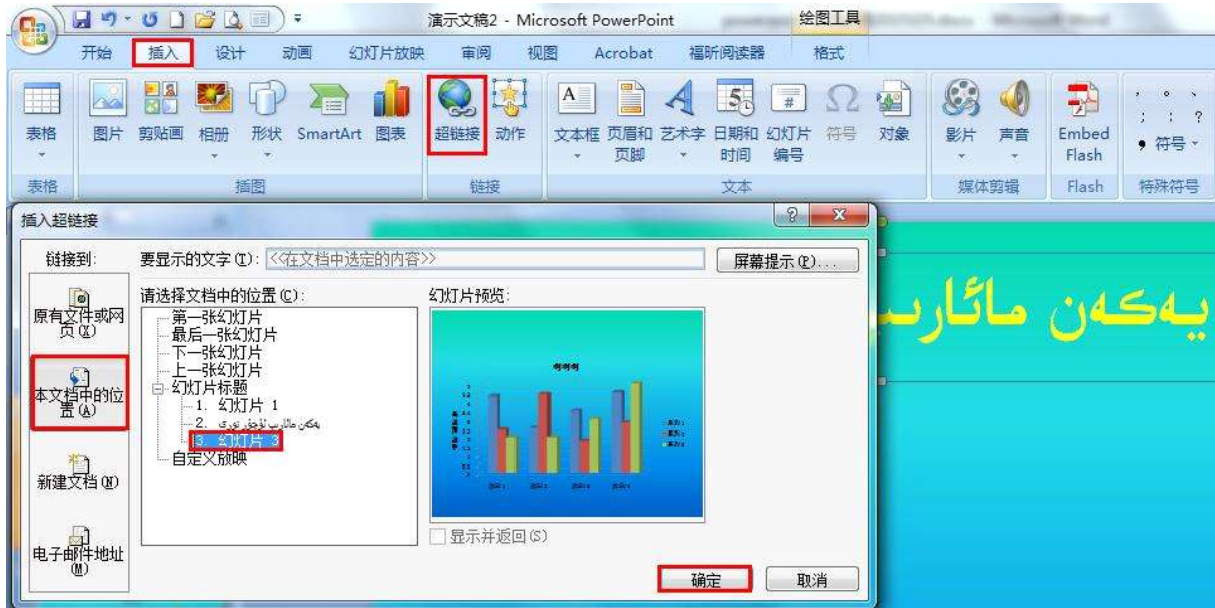 演示文稿2 - Microsoft PowerPoint
绘图工具
开始 插入 设计 动画 幻灯片放映 审阅 视图 Acrobat 福昕阅读器 格式
表格 图片 剪贴画 相册 形状 SmartArt 图表 超链接 动作 文本框 页眉和页脚 艺术字 日期和时间 幻灯片编号 符号 对象 影片 声音 Embed Flash 符号
表格 插图 链接 文本 媒体剪辑 Flash 特殊符号
插入超链接
链接到:
要显示的文字(T): <<在文档中选定的内容>>
屏幕提示(P)...
原有文件或网页(X)
本文档中的位置(A)
新建文档(N)
电子邮件地址(M)
请选择文档中的位置(C):
第一张幻灯片
最后一张幻灯片
下一张幻灯片
上一张幻灯片
幻灯片标题
1. 幻灯片 1
2. يەكەن مائارىپ ئۇچۇر تورى
3. 幻灯片 3
自定义放映
幻灯片预览:
显示并返回(S)
确定
取消
يەكەن مائارىپ